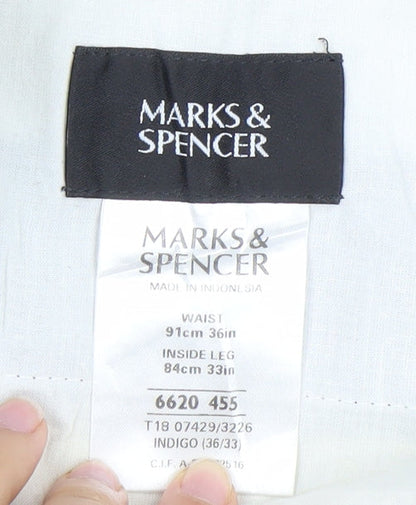 MARKS &
SPENCER
MARKS &
SPENCER
MADE IN INDONESIA
WAIST
91cm 36in
INSIDE LEG
84cm 33in
6620 455
T18 07429/3226
INDIGO (36/33)
C.I.F.